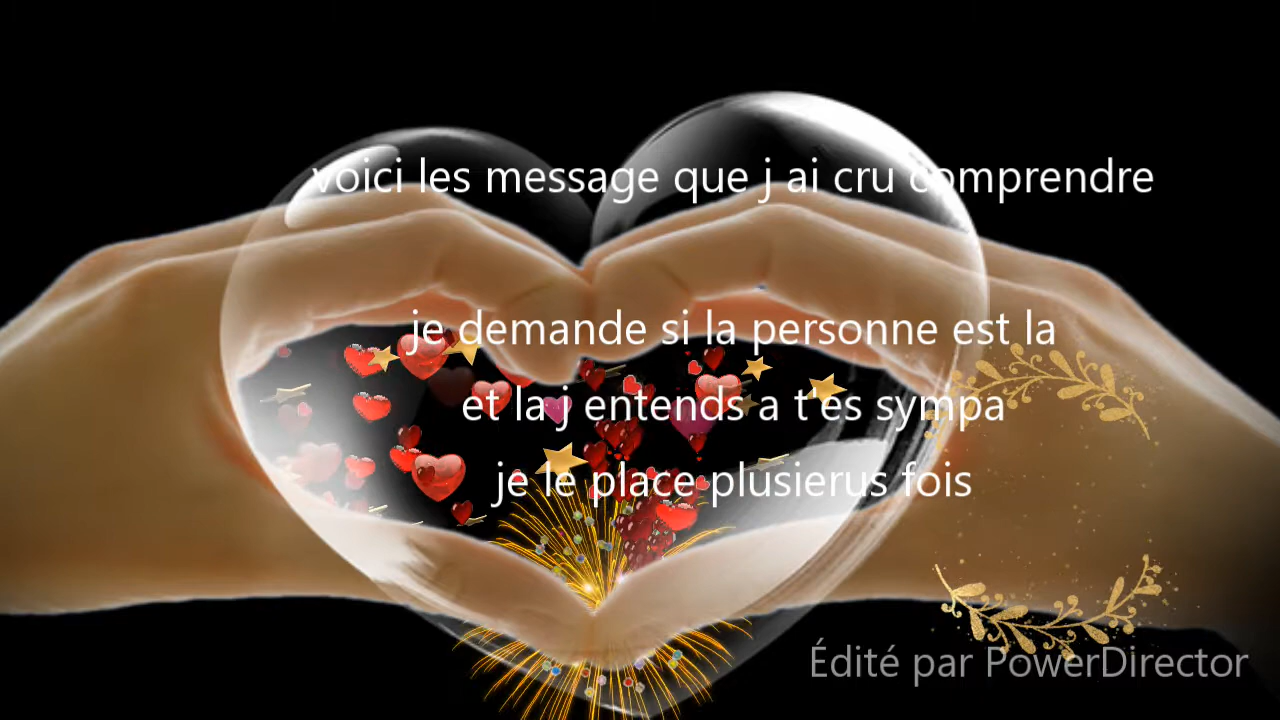 voici les message que j ai cru comprendre
je demande si la personne est la
et la j entends a t'es sympa
je le place plusierus fois
Édité par PowerDirector